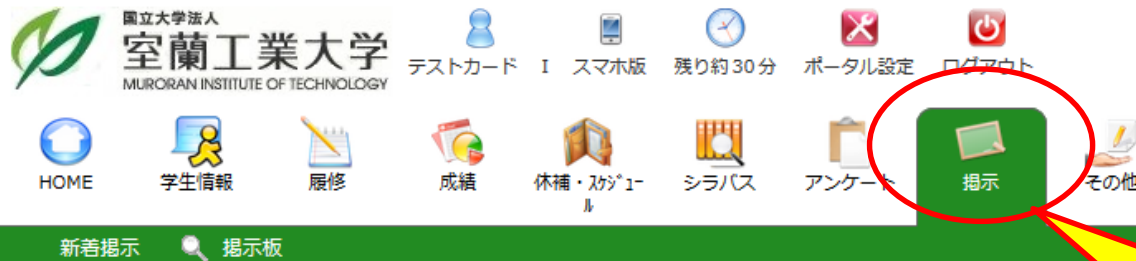 国立大学法人
室蘭工業大学
MURORAN INSTITUTE OF TECHNOLOGY
テストカード I スマホ版 残り約30分 ポータル設定 ログアウト
HOME 学生情報 履修 成績 休補・ｽｹｼﾞｭｰ
ﾙ シラバス アンケート 掲示 その他
新着掲示 掲示板